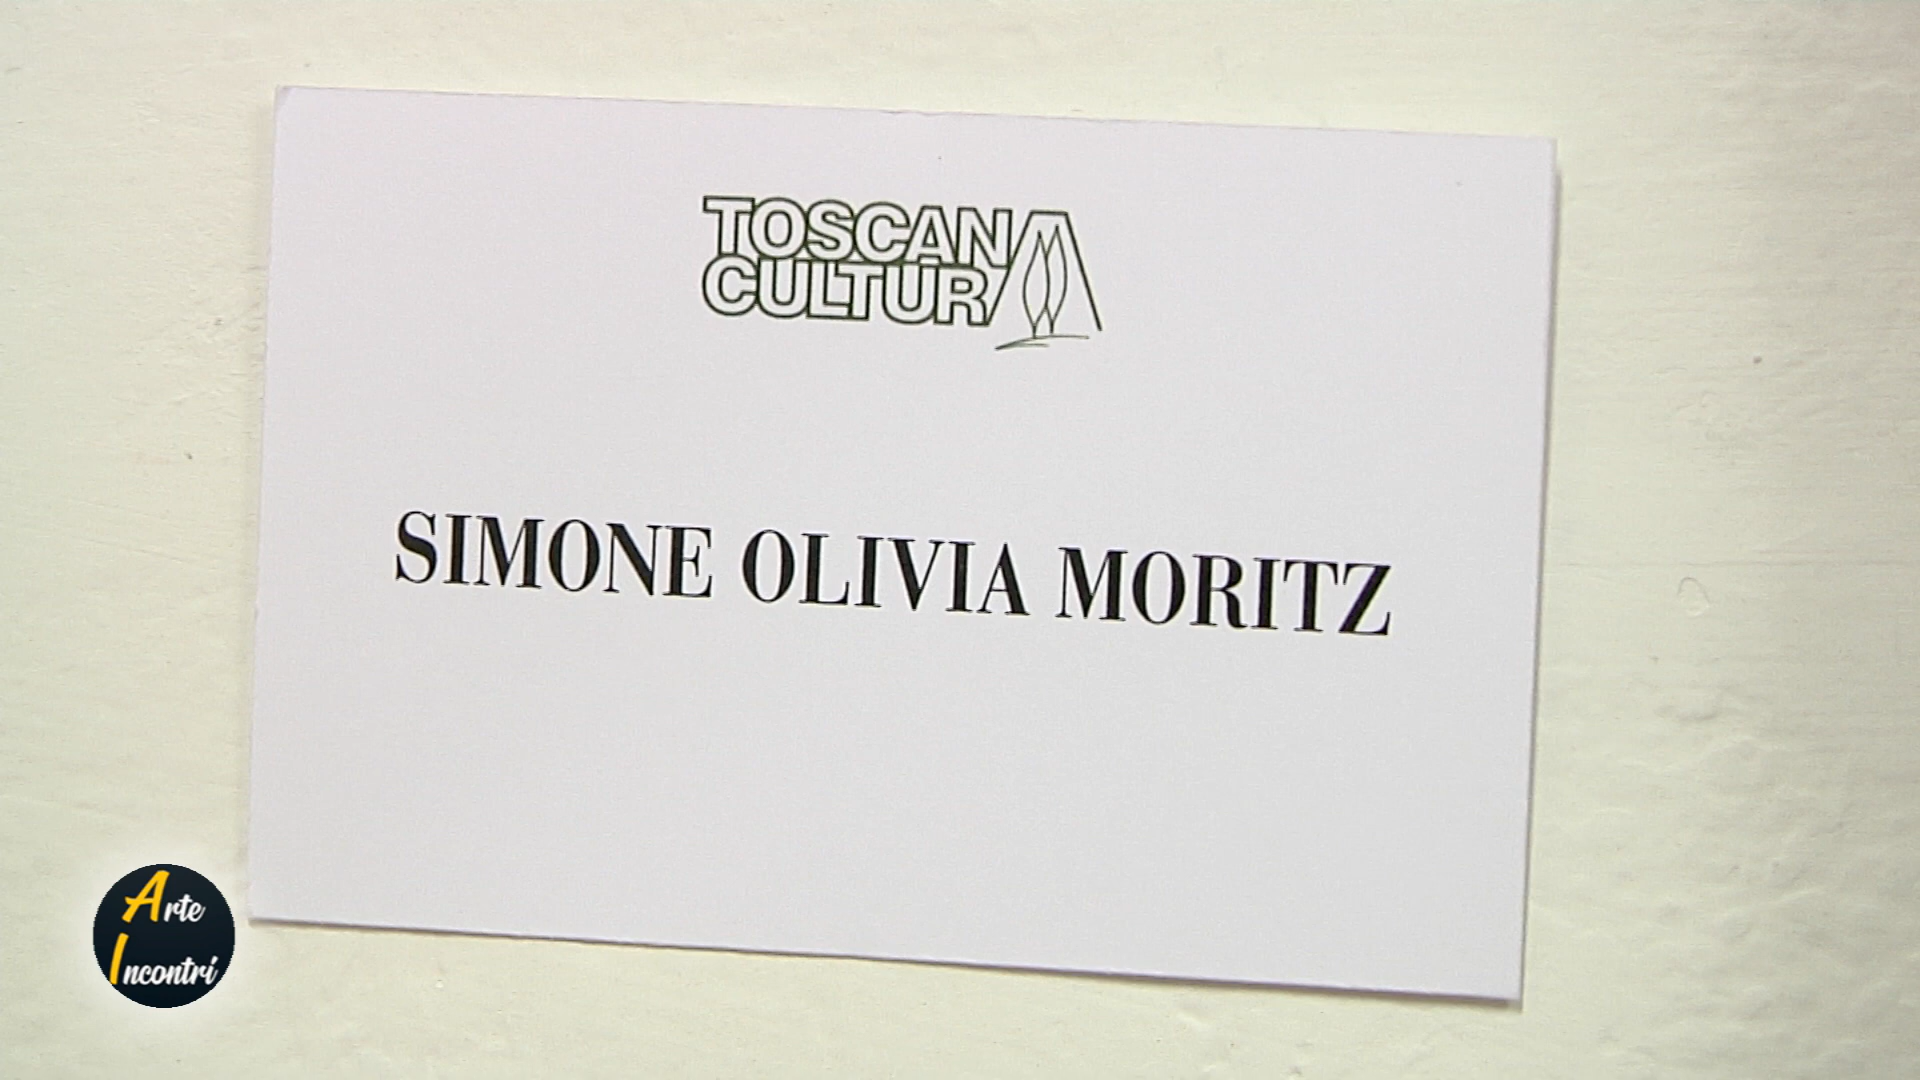 TOSCANA
CULTURA
SIMONE OLIVIA MORITZ
Arte
Incontri